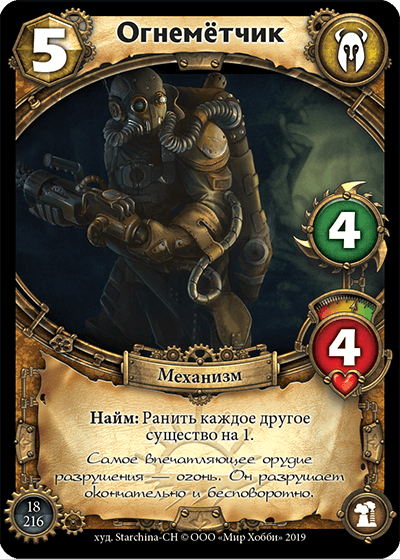 5
Огнемётчик
4
4
Механизм
Найм: Ранить каждое другое
существо на 1.
Самое впечатляющее орудие
разрушения — огонь. Он разрушает
окончательно и бесповоротно.
18
216
худ. Starchina-CH © ООО «Мир Хобби» 2019